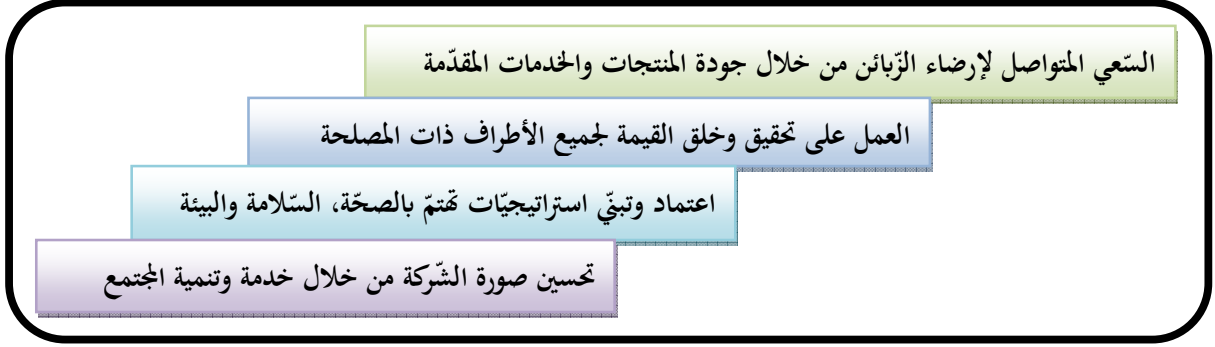 السّعي المتواصل لإرضاء الزّبائن من خلال جودة المنتجات والخدمات المقدّمة
العمل على تحقيق وخلق القيمة لجميع الأطراف ذات المصلحة
اعتماد وتبنّي استراتيجيّات تهتمّ بالصحّة، السّلامة والبيئة
تحسين صورة الشّركة من خلال خدمة وتنمية المجتمع